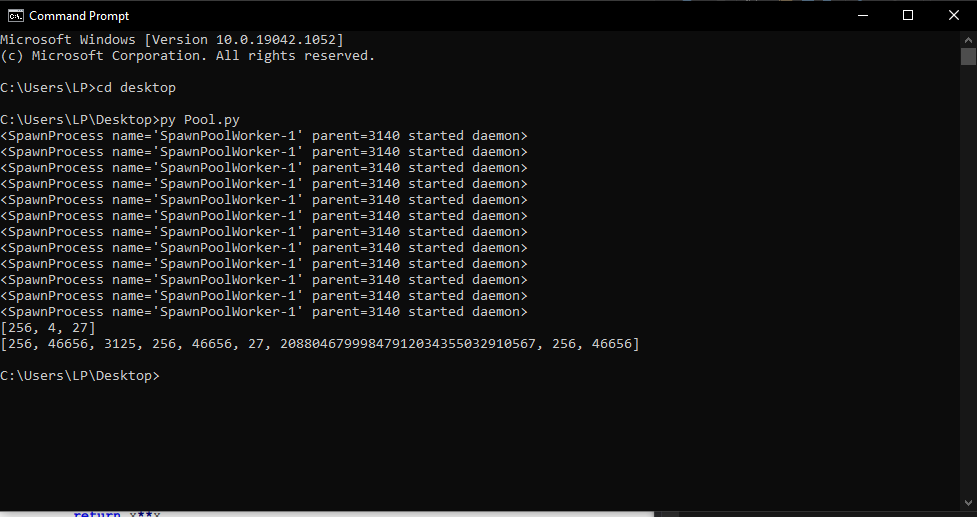 Command Prompt
Microsoft Windows [Version 10.0.19042.1052]
(c) Microsoft Corporation. All rights reserved.
C:\Users\LP>cd desktop
C:\Users\LP\Desktop>py Pool.py
<SpawnProcess name='SpawnPoolWorker-1' parent=3140 started daemon>
<SpawnProcess name='SpawnPoolWorker-1' parent=3140 started daemon>
<SpawnProcess name='SpawnPoolWorker-1' parent=3140 started daemon>
<SpawnProcess name='SpawnPoolWorker-1' parent=3140 started daemon>
<SpawnProcess name='SpawnPoolWorker-1' parent=3140 started daemon>
<SpawnProcess name='SpawnPoolWorker-1' parent=3140 started daemon>
<SpawnProcess name='SpawnPoolWorker-1' parent=3140 started daemon>
<SpawnProcess name='SpawnPoolWorker-1' parent=3140 started daemon>
<SpawnProcess name='SpawnPoolWorker-1' parent=3140 started daemon>
<SpawnProcess name='SpawnPoolWorker-1' parent=3140 started daemon>
<SpawnProcess name='SpawnPoolWorker-1' parent=3140 started daemon>
<SpawnProcess name='SpawnPoolWorker-1' parent=3140 started daemon>
[256, 4, 27]
[256, 46656, 3125, 256, 46656, 27, 20880467999847912034355032910567, 256, 46656]
C:\Users\LP\Desktop>
return x**x